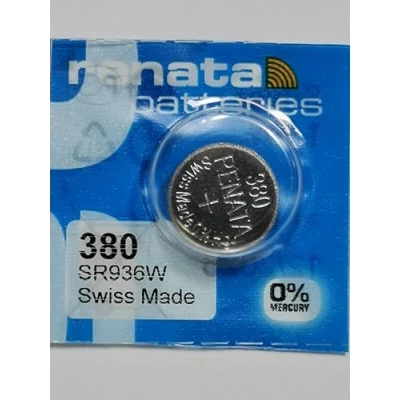 renata
batteries
380
RENATA
+
Swiss Made
380
SR936W
Swiss Made
0%
MERCURY